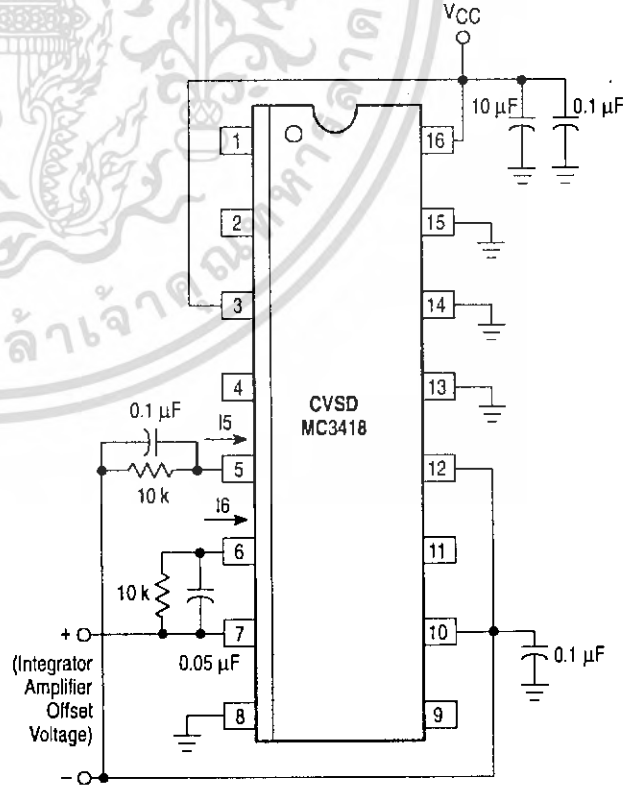 VCC
10 µF
0.1 µF
1
16
2
15
3
14
4
13
CVSD
MC3418
0.1 µF
I5
10 k
5
12
I6
6
11
10 k
+
7
10
0.05 µF
0.1 µF
(Integrator
Amplifier
Offset
Voltage)
8
9
−